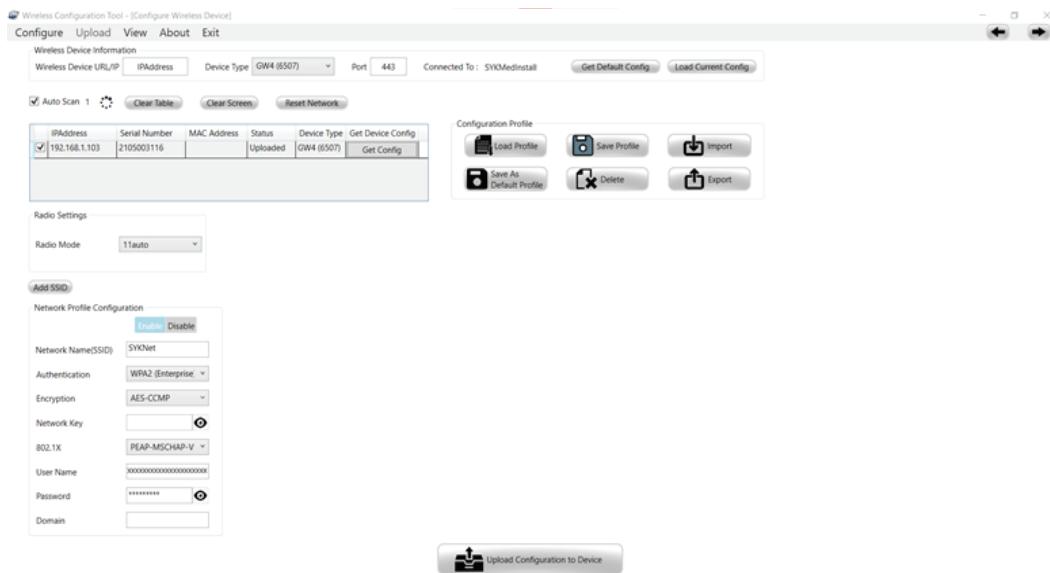 Wireless Configuration Tool - [Configure Wireless Device]
Configure Upload View About Exit
Wireless Device Information
Wireless Device URL/IP IPAddress Device Type GW4 (6507) Port 443 Connected To : SYKMedInstall Get Default Config Load Current Config
Auto Scan 1 Clear Table Clear Screen Reset Network
IPAddress Serial Number MAC Address Status Device Type Get Device Config
192.168.1.103 2105003116 Uploaded GW4 (6507) Get Config
Configuration Profile
Load Profile Save Profile Import
Save As
Default Profile Delete Export
Radio Settings
Radio Mode 11auto
Add SSID
Network Profile Configuration
Enable Disable
Network Name(SSID) SYKNet
Authentication WPA2 (Enterprise
Encryption AES-CCMP
Network Key
802.1X PEAP-MSCHAP-V
User Name
Password *********
Domain
Upload Configuration to Device